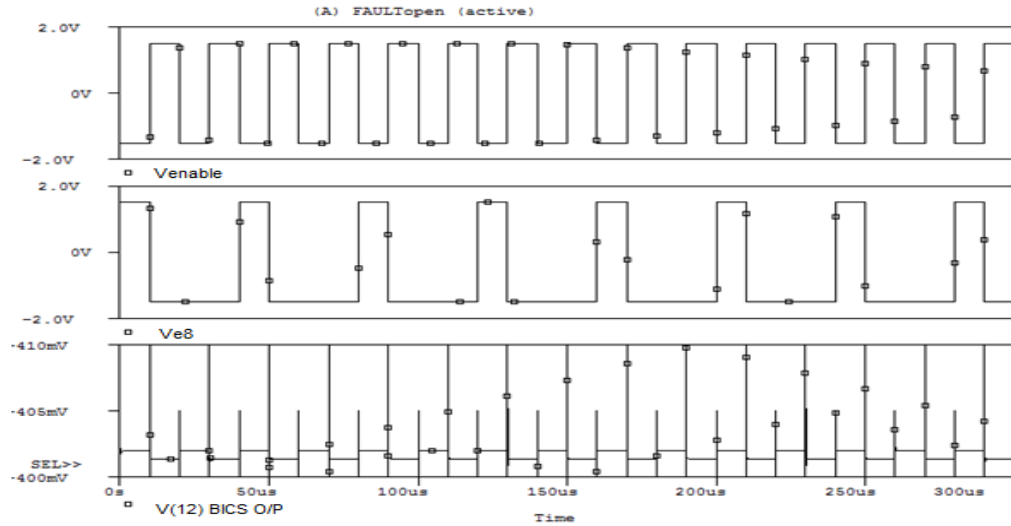 (A) FAULTopen (active)
2.0V
0V
-2.0V
Venable
2.0V
0V
-2.0V
Ve8
-410mV
-405mV
SEL>>
-400mV
0s 50us 100us 150us 200us 250us 300us
V(12) BICS O/P
Time